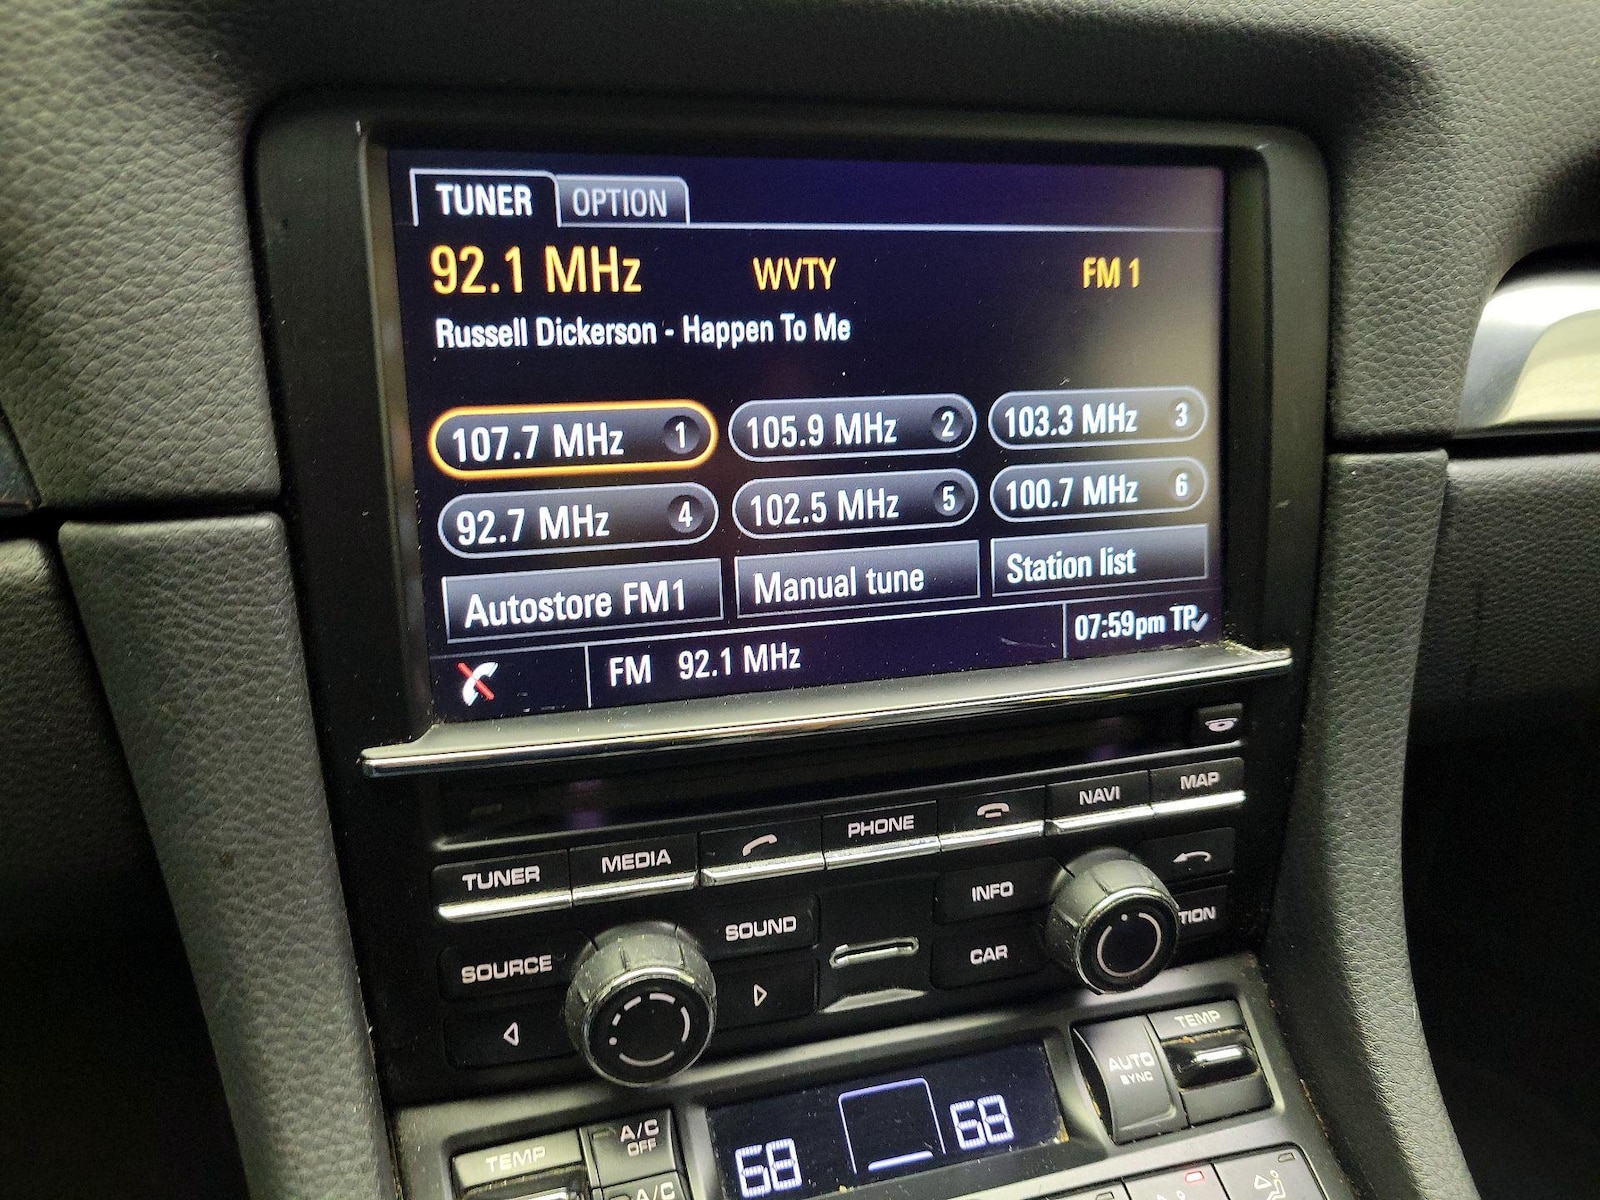 TUNER OPTION
92.1 MHz WVTY FM 1
Russell Dickerson - Happen To Me
107.7 MHz 1 105.9 MHz 2 103.3 MHz 3
92.7 MHz 4 102.5 MHz 5 100.7 MHz 6
Autostore FM1 Manual tune Station list
FM 92.1 MHz 07:59pm TP
TUNER MEDIA PHONE NAVI MAP
SOURCE SOUND INFO TION
CAR
TEMP A/C OFF 68 68 AUTO SYNC TEMP
A/C